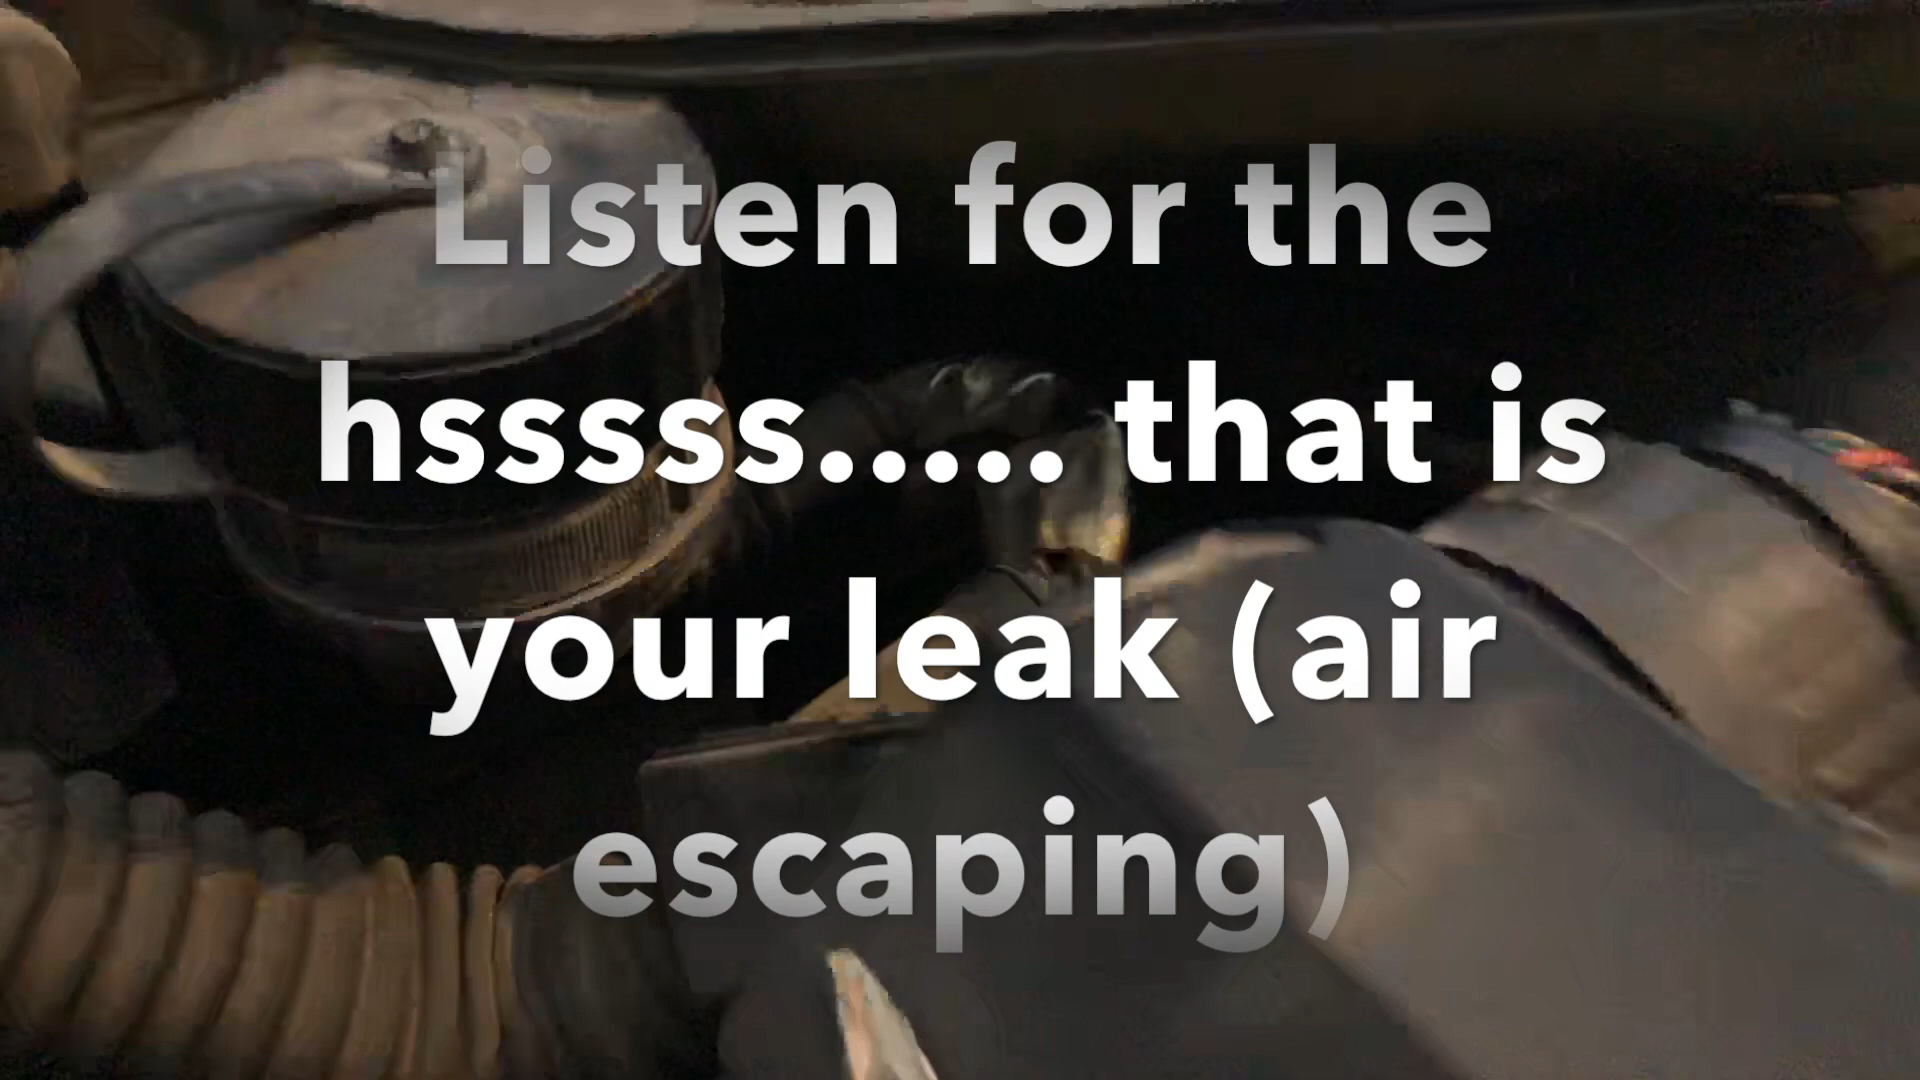 Listen for the
hsssss..... that is
your leak (air
escaping)